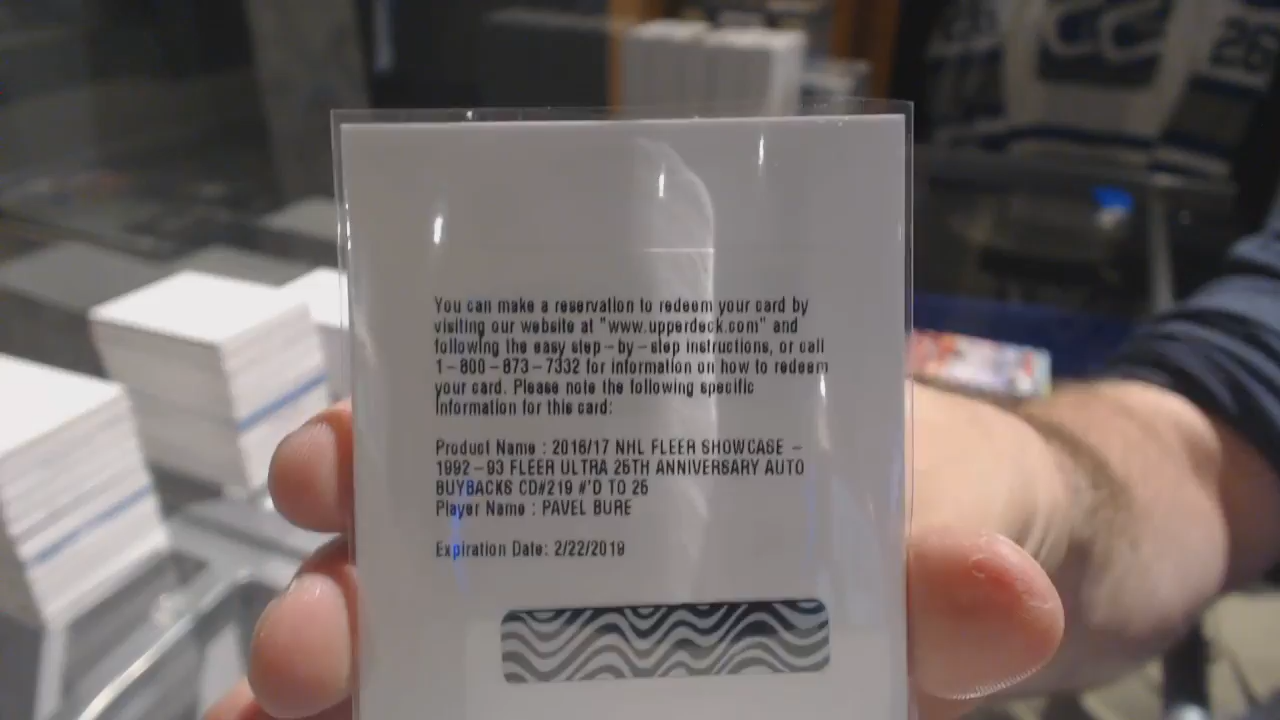 You can make a reservation to redeem your card by
visiting our website at "www.upperdeck.com" and
following the easy step-by-step instructions, or call
1-800-873-7332 for information on how to redeem
your card. Please note the following specific
information for this card:
Product Name : 2016/17 NHL FLEER SHOWCASE -
1992-93 FLEER ULTRA 25TH ANNIVERSARY AUTO
BUYBACKS CD#219 #'D TO 25
Player Name : PAVEL BURE
Expiration Date: 2/22/2019
26